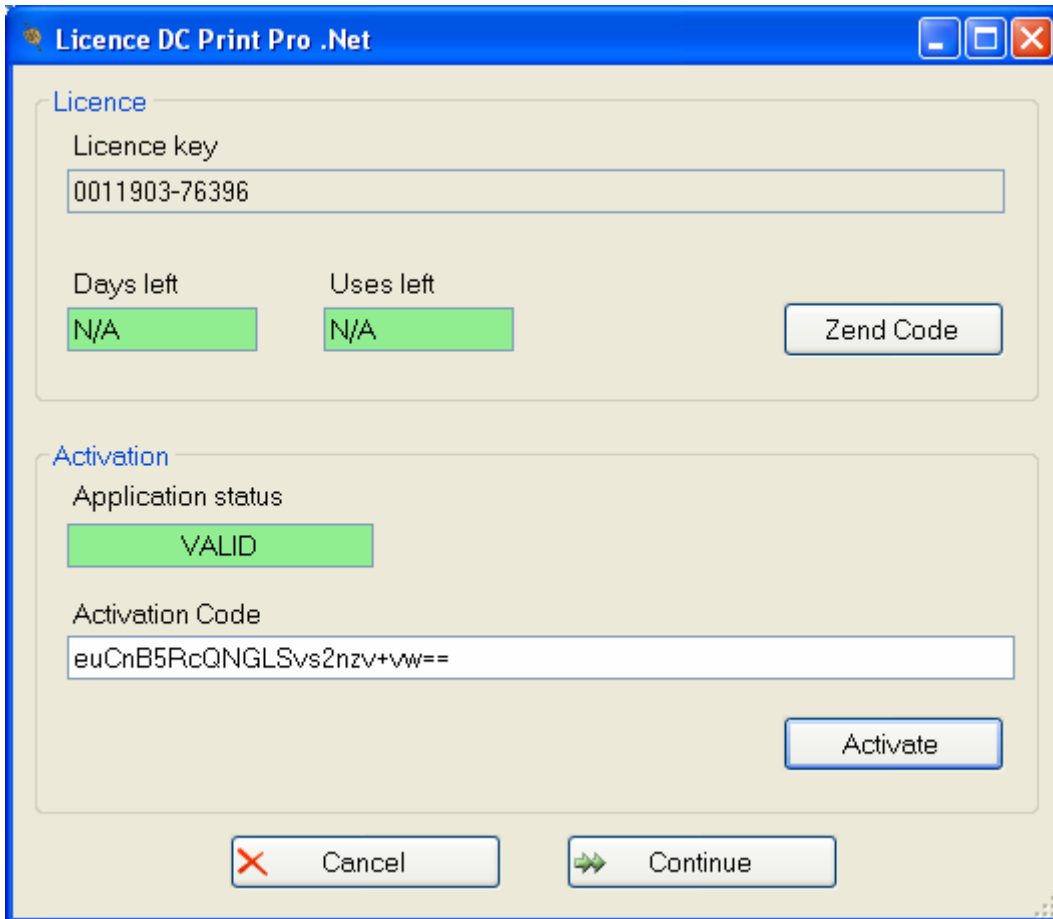 Licence DC Print Pro .Net
Licence
Licence key
0011903-76396
Days left Uses left
N/A N/A
Zend Code
Activation
Application status
VALID
Activation Code
euCnB5RcQNGLSvs2nzv+vw==
Activate
Cancel Continue